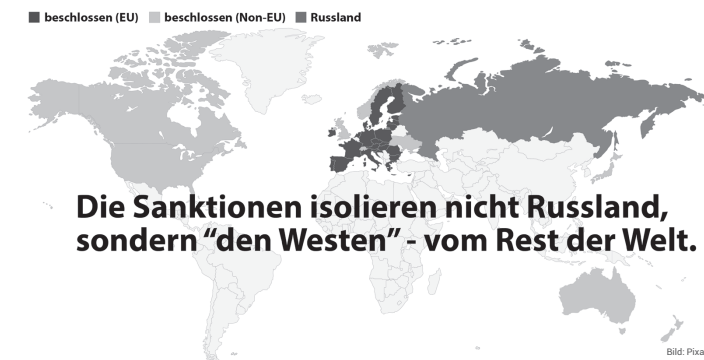 beschlossen (EU) beschlossen (Non-EU) Russland
Die Sanktionen isolieren nicht Russland,
sondern “den Westen” - vom Rest der Welt.
Bild: Pixa